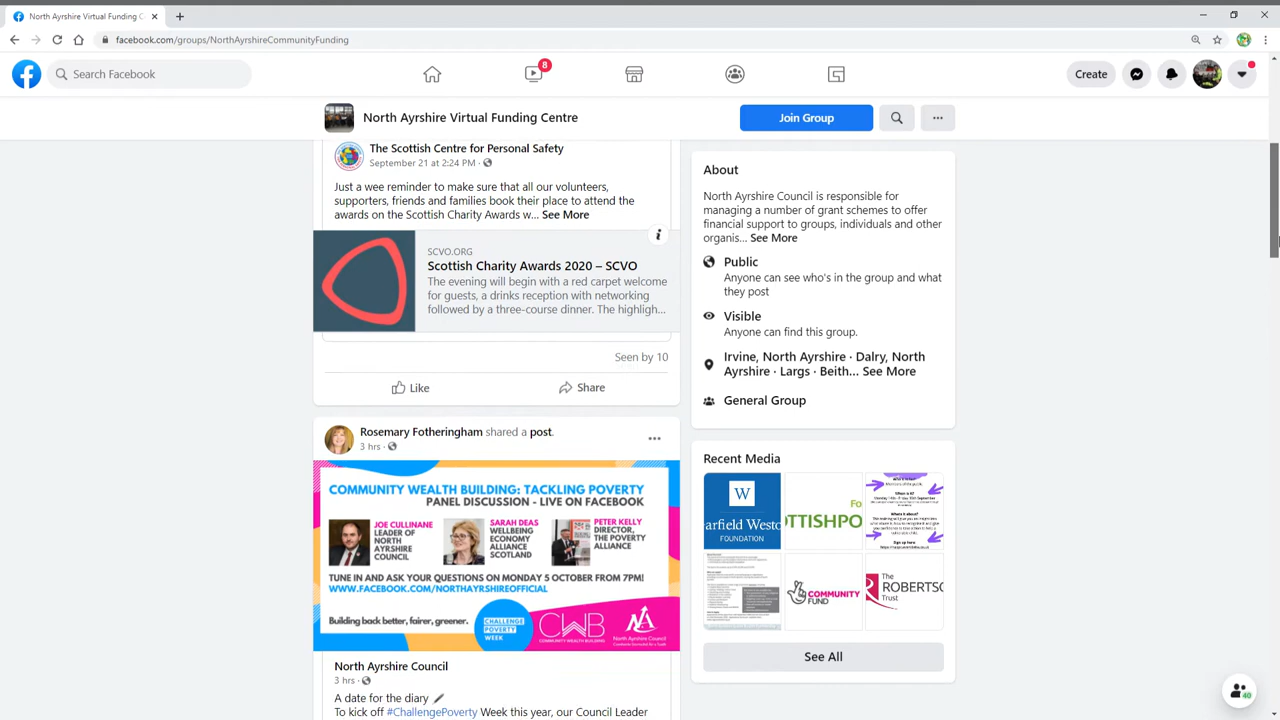 North Ayrshire Virtual Funding C
facebook.com/groups/NorthAyrshireCommunityFunding
Search Facebook
8
Create
North Ayrshire Virtual Funding Centre
Join Group
The Scottish Centre for Personal Safety
September 21 at 2:24 PM ·
Just a wee reminder to make sure that all our volunteers,
supporters, friends and families book their place to attend the
awards on the Scottish Charity Awards w... See More
SCVO.ORG
Scottish Charity Awards 2020 – SCVO
The evening will begin with a red carpet welcome
for guests, a drinks reception with networking
followed by a three-course dinner. The highligh...
Seen by 10
Like
Share
Rosemary Fotheringham shared a post.
3 hrs ·
COMMUNITY WEALTH BUILDING: TACKLING POVERTY
PANEL DISCUSSION - LIVE ON FACEBOOK
JOE CULLINANE
LEADER OF
NORTH
AYRSHIRE
COUNCIL
SARAH DEAS
WELLBEING
ECONOMY
ALLIANCE
SCOTLAND
PETER KELLY
DIRECTOR,
THE POVERTY
ALLIANCE
TUNE IN AND ASK YOUR QUESTIONS ON MONDAY 5 OCTOBER FROM 7PM!
WWW.FACEBOOK.COM/NORTHAYRSHIREOFFICIAL
Building back better, fairer, greener.
CHALLENGE
POVERTY
WEEK
CWB
COMMUNITY WEALTH BUILDING
North Ayrshire Council
North Ayrshire Council
3 hrs ·
A date for the diary
To kick off #ChallengePoverty Week this year, our Council Leader
About
North Ayrshire Council is responsible for
managing a number of grant schemes to offer
financial support to groups, individuals and other
organis... See More
Public
Anyone can see who's in the group and what
they post
Visible
Anyone can find this group.
Irvine, North Ayrshire · Dalry, North
Ayrshire · Largs · Beith... See More
General Group
Recent Media
W
arfield Westo
FOUNDATION
Fo
OTTISHPO
What's it about?
COMMUNITY
FUND
The
ROBERTSO
Trust
See All
40